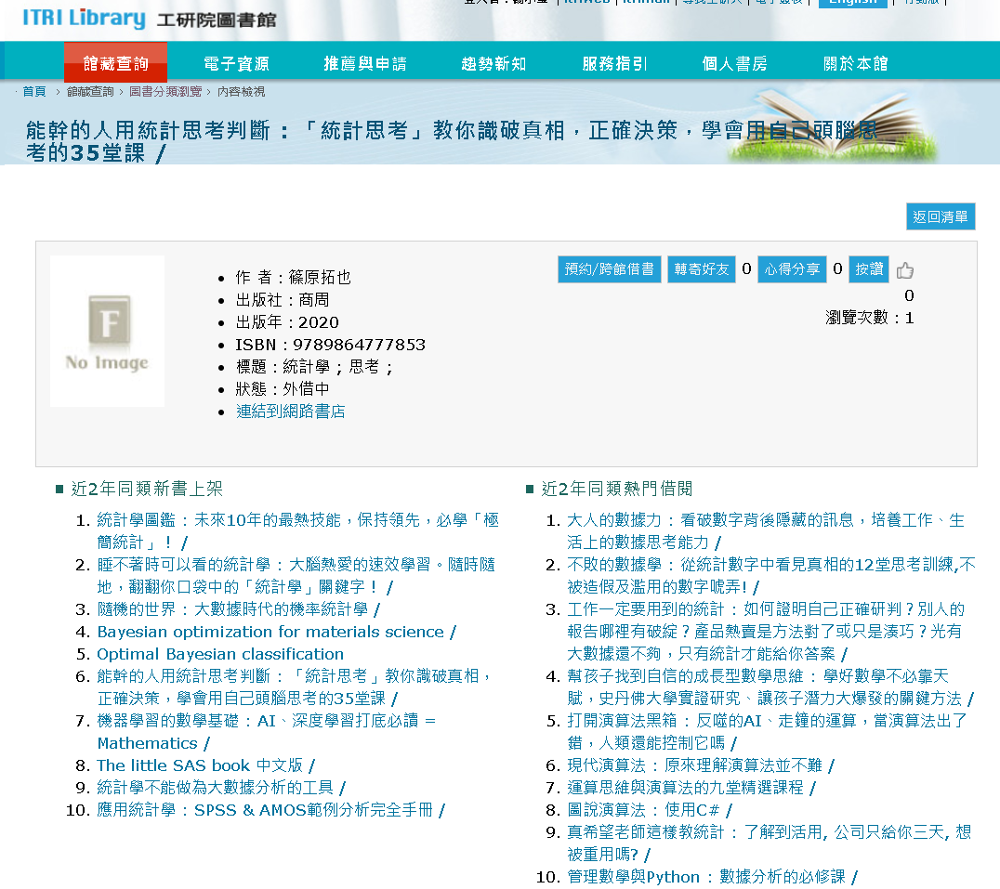 ITRI Library 工研院圖書館
English
館藏查詢 電子資源 推薦與申請 趨勢新知 服務指引 個人書房 關於本館
首頁 > 館藏查詢 > 圖書分類瀏覽 > 內容檢視
能幹的人用統計思考判斷：「統計思考」教你識破真相，正確決策，學會用自己頭腦思
考的35堂課 /
返回清單
No Image
• 作 者：篠原拓也
• 出版社：商周
• 出版年：2020
• ISBN：9789864777853
• 標題：統計學 ; 思考 ;
• 狀態：外借中
• 連結到網路書店
預約/跨館借書 轉寄好友 0 心得分享 0 按讚
0
瀏覽次數：1
近2年同類新書上架
1. 統計學圖鑑：未來10年的最熱技能，保持領先，必學「極
簡統計」！ /
2. 睡不著時可以看的統計學：大腦熱愛的速效學習。隨時隨
地，翻翻你口袋中的「統計學」關鍵字！ /
3. 隨機的世界：大數據時代的機率統計學 /
4. Bayesian optimization for materials science /
5. Optimal Bayesian classification
6. 能幹的人用統計思考判斷：「統計思考」教你識破真相，
正確決策，學會用自己頭腦思考的35堂課 /
7. 機器學習的數學基礎：AI、深度學習打底必讀 =
Mathematics /
8. The little SAS book 中文版 /
9. 統計學不能做為大數據分析的工具 /
10. 應用統計學：SPSS & AMOS範例分析完全手冊 /
近2年同類熱門借閱
1. 大人的數據力：看破數字背後隱藏的訊息，培養工作、生
活上的數據思考能力 /
2. 不敗的數據學：從統計數字中看見真相的12堂思考訓練,不
被造假及濫用的數字唬弄! /
3. 工作一定要用到的統計：如何證明自己正確研判？別人的
報告哪裡有破綻？產品熱賣是方法對了或只是湊巧？光有
大數據還不夠，只有統計才能給你答案 /
4. 幫孩子找到自信的成長型數學思維：學好數學不必靠天
賦，史丹佛大學實證研究、讓孩子潛力大爆發的關鍵方法 /
5. 打開演算法黑箱：反噬的AI、走鐘的運算，當演算法出了
錯，人類還能控制它嗎 /
6. 現代演算法：原來理解演算法並不難 /
7. 運算思維與演算法的九堂精選課程 /
8. 圖說演算法：使用C# /
9. 真希望老師這樣教統計：了解到活用, 公司只給你三天, 想
被重用嗎? /
10. 管理數學與Python：數據分析的必修課 /